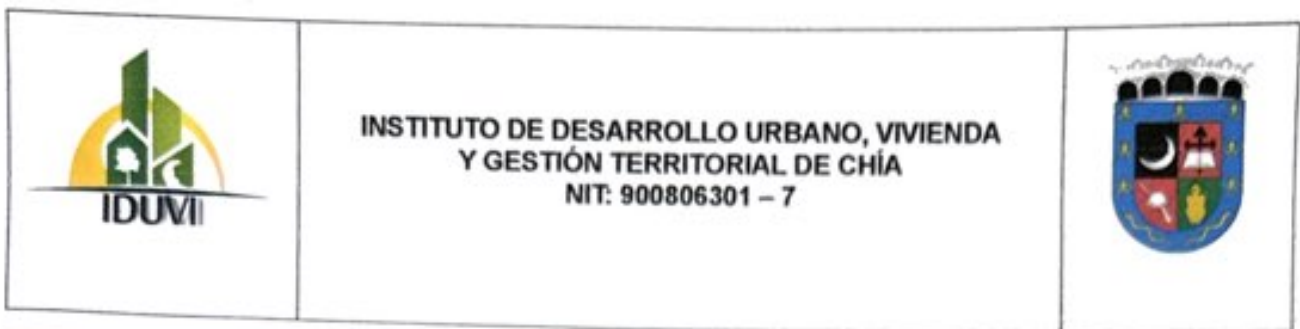 IDUVI
INSTITUTO DE DESARROLLO URBANO, VIVIENDA
Y GESTIÓN TERRITORIAL DE CHÍA
NIT: 900806301 – 7